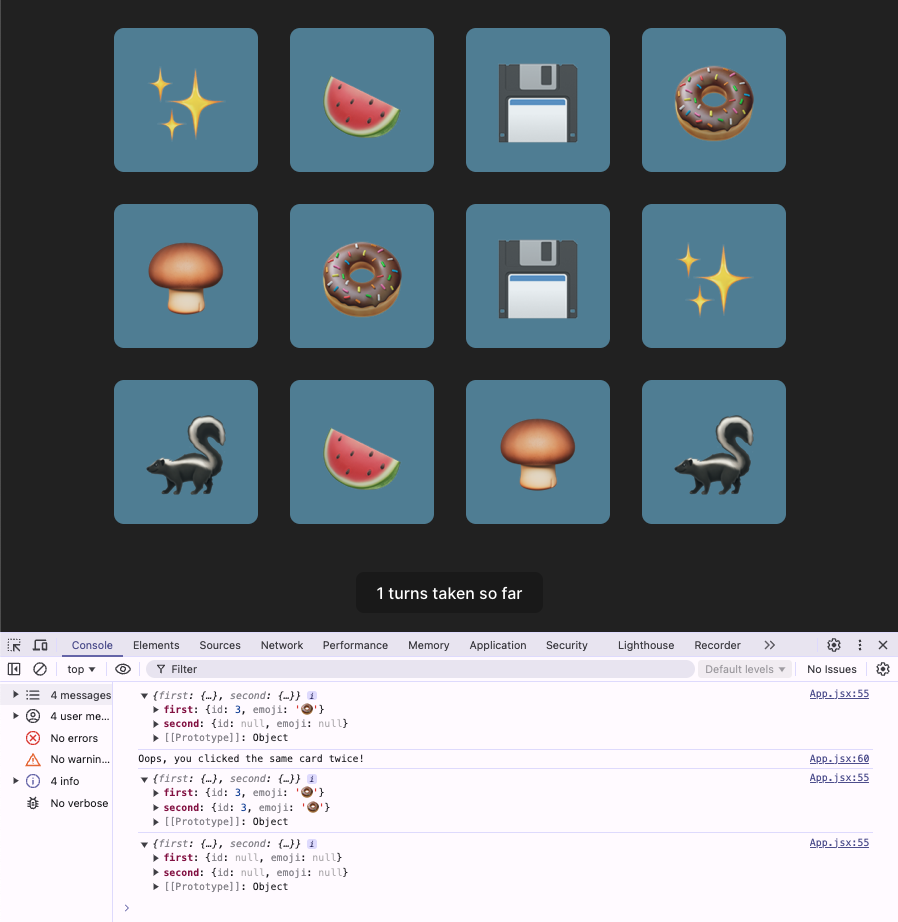 1 turns taken so far
Console Elements Sources Network Performance Memory Application Security Lighthouse Recorder
top Filter Default levels No Issues
4 messages
4 user me...
No errors
No warnin...
4 info
No verbose
{first: {…}, second: {…}} i App.jsx:55
first: {id: 3, emoji: '🍩'}
second: {id: null, emoji: null}
[[Prototype]]: Object
Oops, you clicked the same card twice! App.jsx:60
{first: {…}, second: {…}} i App.jsx:55
first: {id: 3, emoji: '🍩'}
second: {id: 3, emoji: '🍩'}
[[Prototype]]: Object
{first: {…}, second: {…}} i App.jsx:55
first: {id: null, emoji: null}
second: {id: null, emoji: null}
[[Prototype]]: Object